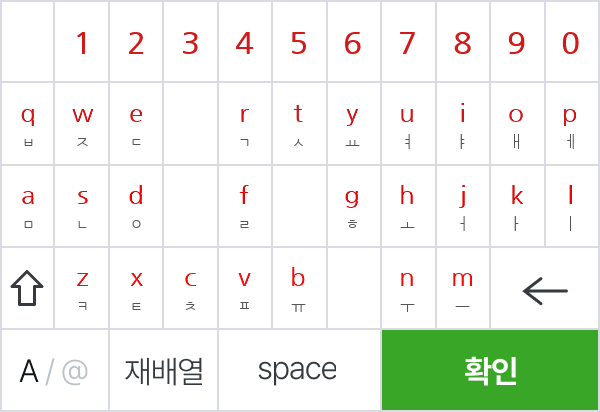 1 2 3 4 5 6 7 8 9 0
q w e r t y u i o p
ㅂ ㅈ ㄷ ㄱ ㅅ ㅛ ㅕ ㅑ ㅐ ㅔ
a s d f g h j k l
ㅁ ㄴ ㅇ ㄹ ㅎ ㅗ ㅓ ㅏ ㅣ
z x c v b n m
ㅋ ㅌ ㅊ ㅍ ㅠ ㅜ ㅡ
A / @ 재배열 space 확인